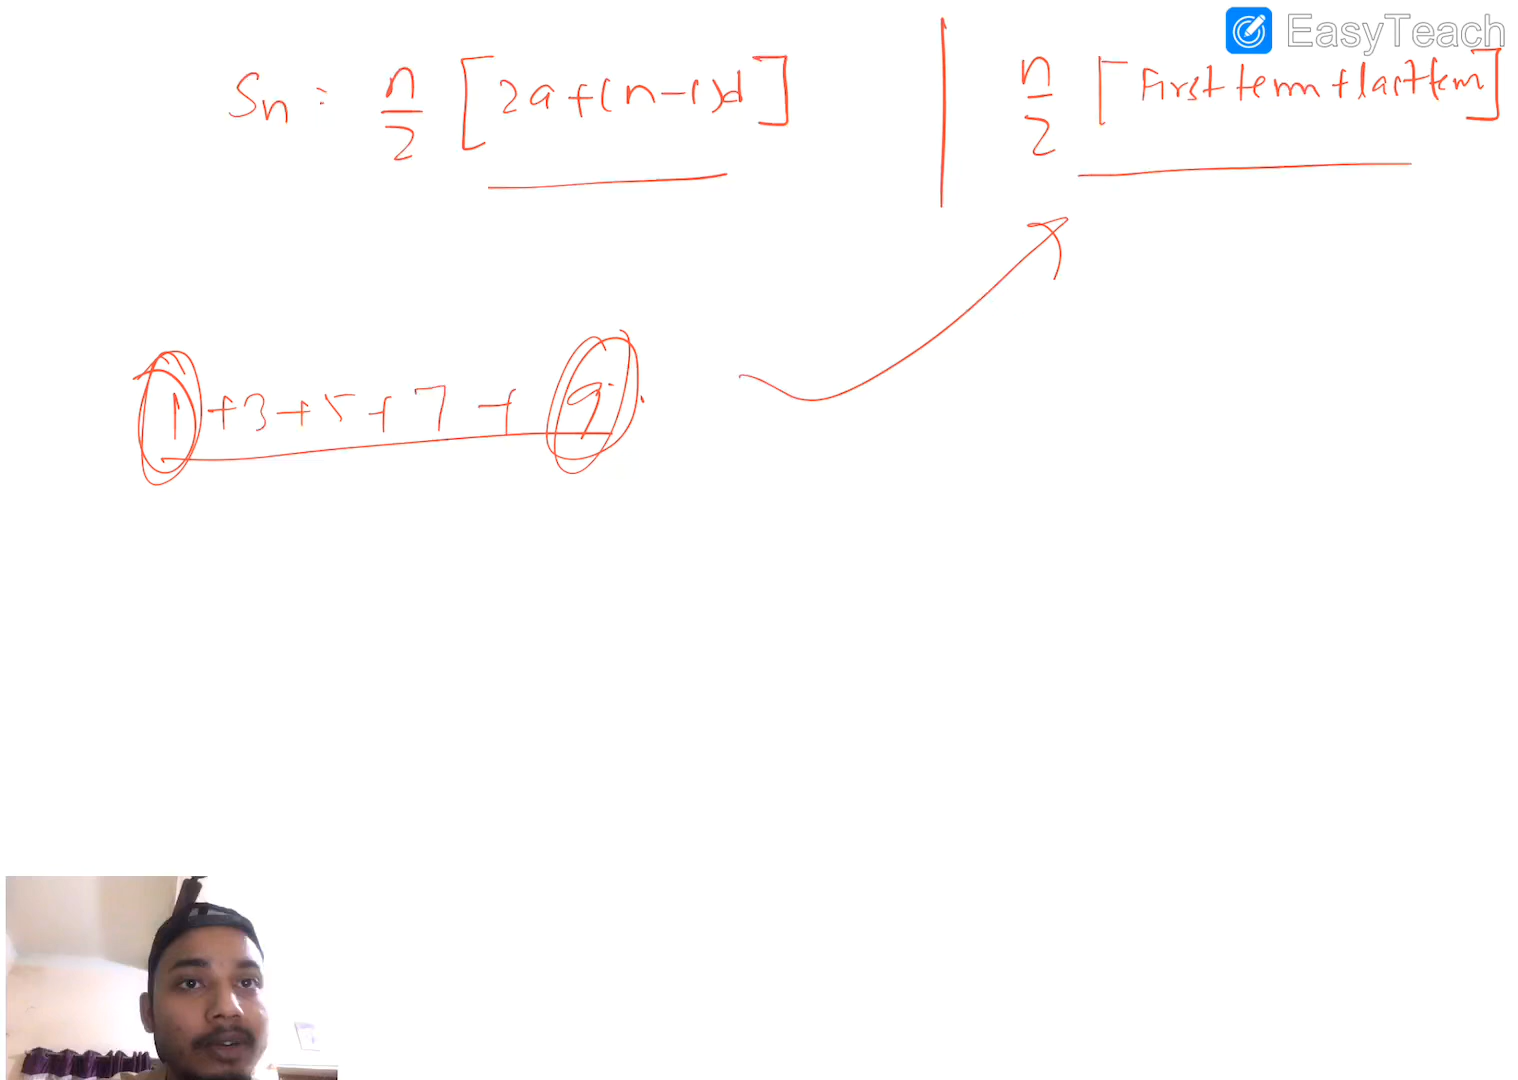 EasyTeach
Sn : n/2 [2a+(n-1)d] | n/2 [First term + last term]
1+3+5+7+9.